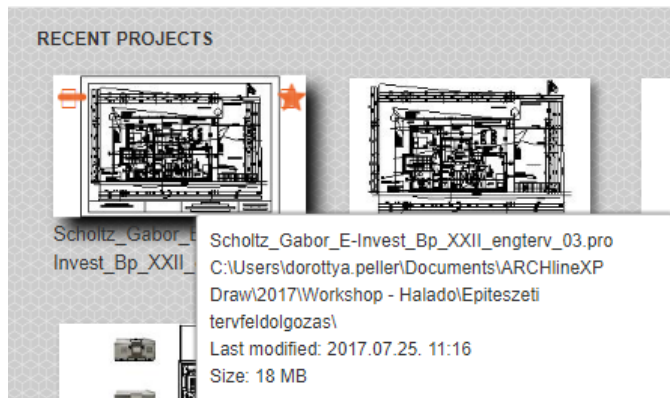 RECENT PROJECTS
Scholtz_Gabor_
Invest_Bp_XXII_
Scholtz_Gabor_E-Invest_Bp_XXII_engterv_03.pro
C:\Users\dorottya.peller\Documents\ARCHlineXP
Draw\2017\Workshop - Halado\Epiteszeti
tervfeldolgozas\
Last modified: 2017.07.25. 11:16
Size: 18 MB